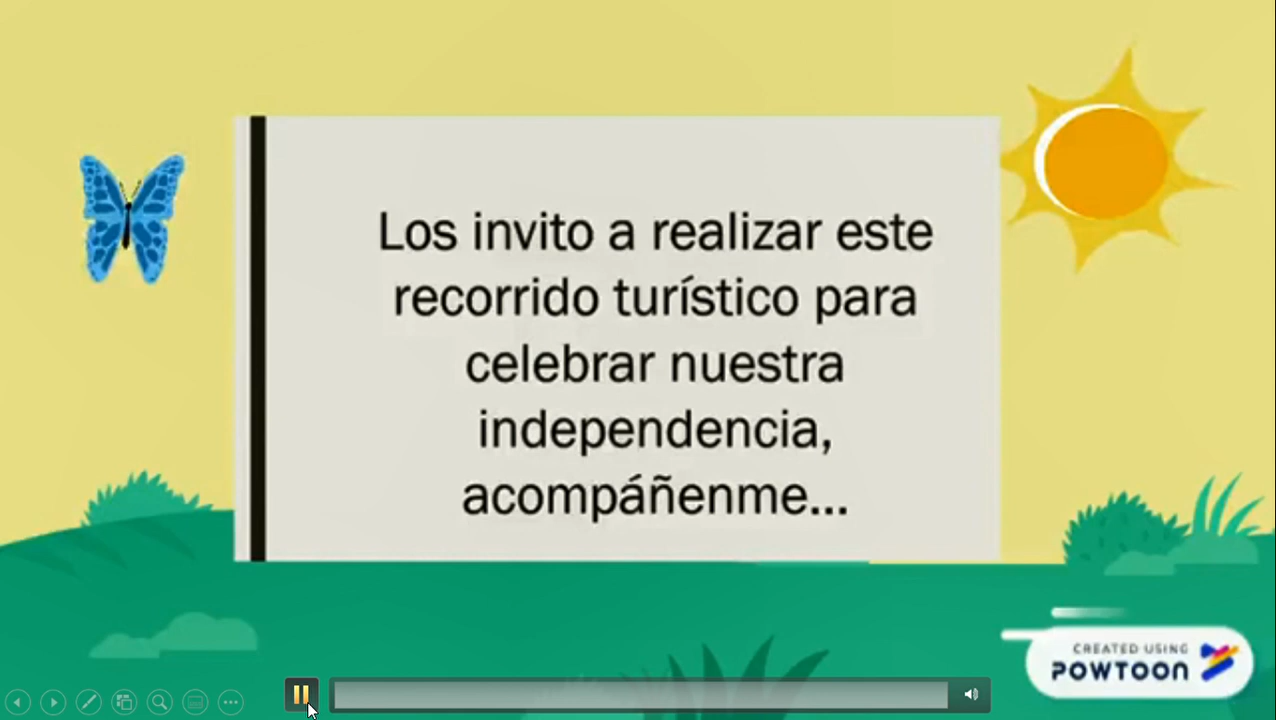 Los invito a realizar este
recorrido turístico para
celebrar nuestra
independencia,
acompáñenme...
CREATED USING
POWTOON